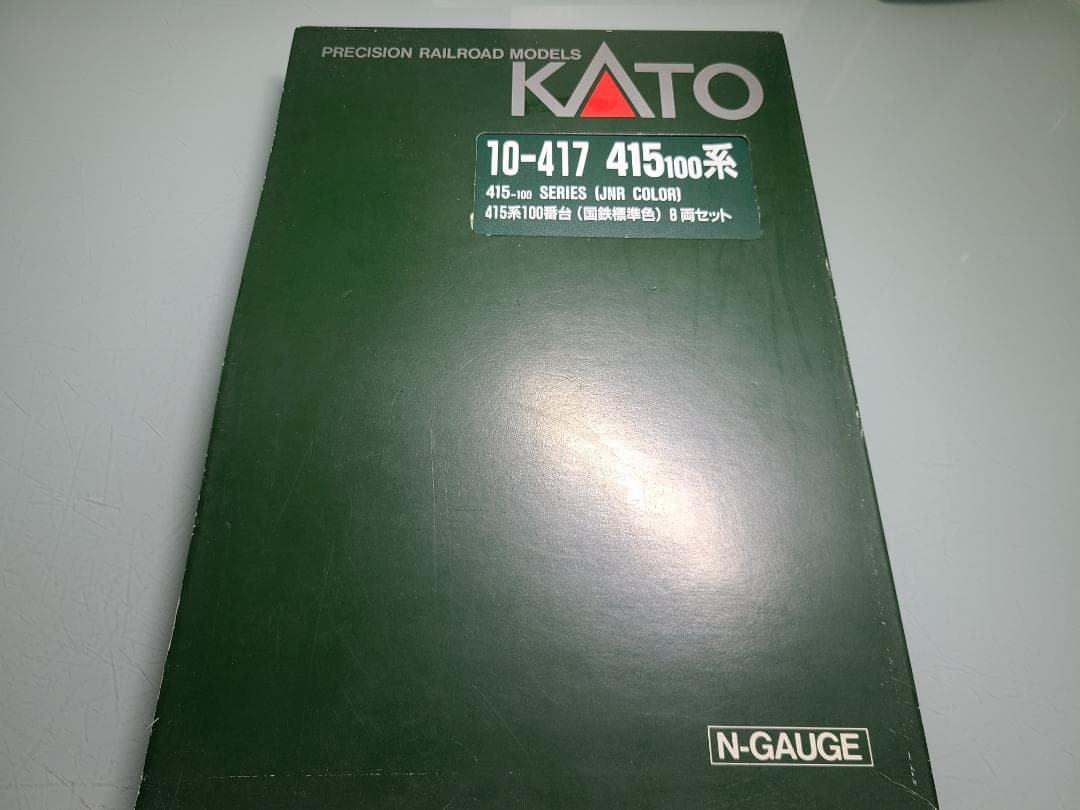 PRECISION RAILROAD MODELS
KATO
10-417 415100系
415-100 SERIES (JNR COLOR)
415系100番台(国鉄標準色) 8両セット
N-GAUGE